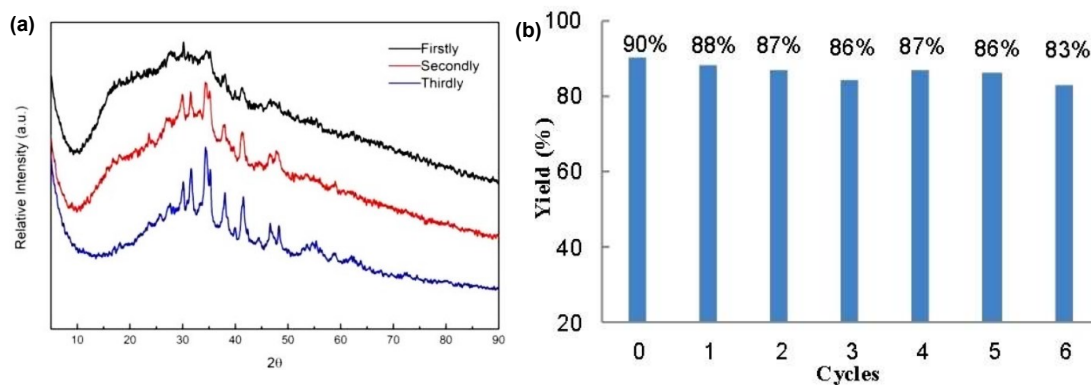 (a)
Firstly
Secondly
Thirdly
Relative Intensity (a.u.)
10 20 30 40 50 60 70 80 90
2θ
(b)
100
80
60
40
20
Yield (%)
90% 88% 87% 86% 87% 86% 83%
0 1 2 3 4 5 6
Cycles